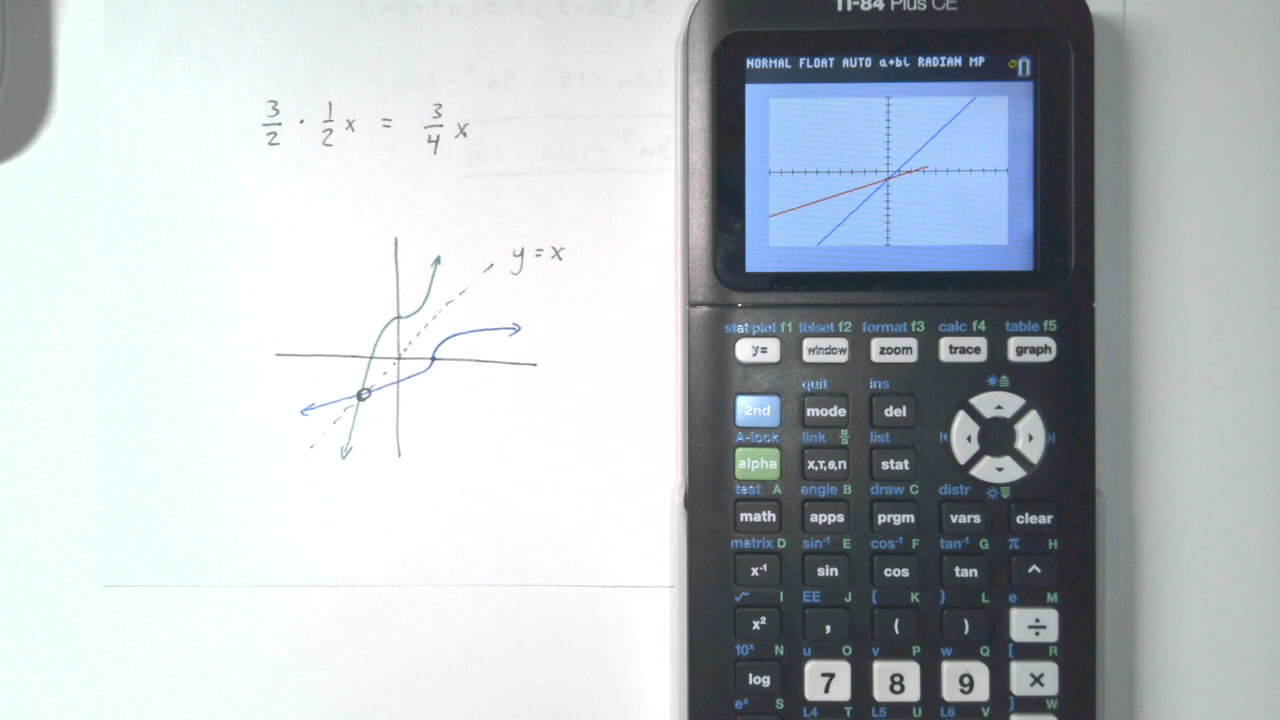 3/2 · 1/2 x = 3/4 x
y = x
TI-84 Plus CE
NORMAL FLOAT AUTO a+bi RADIAN MP
stat plot f1 tblset f2 format f3 calc f4 table f5
y= window zoom trace graph
quit ins
2nd mode del
A-lock link list
alpha X,T,θ,n stat
test A angle B draw C distr
math apps prgm vars clear
matrix D sin⁻¹ E cos⁻¹ F tan⁻¹ G π H
x⁻¹ sin cos tan ^
√ I EE J { K } L e M
x² , ( ) ÷
10ˣ N u O v P w Q [ R
log 7 8 9 ×
eˣ S L4 T L5 U L6 V ] W